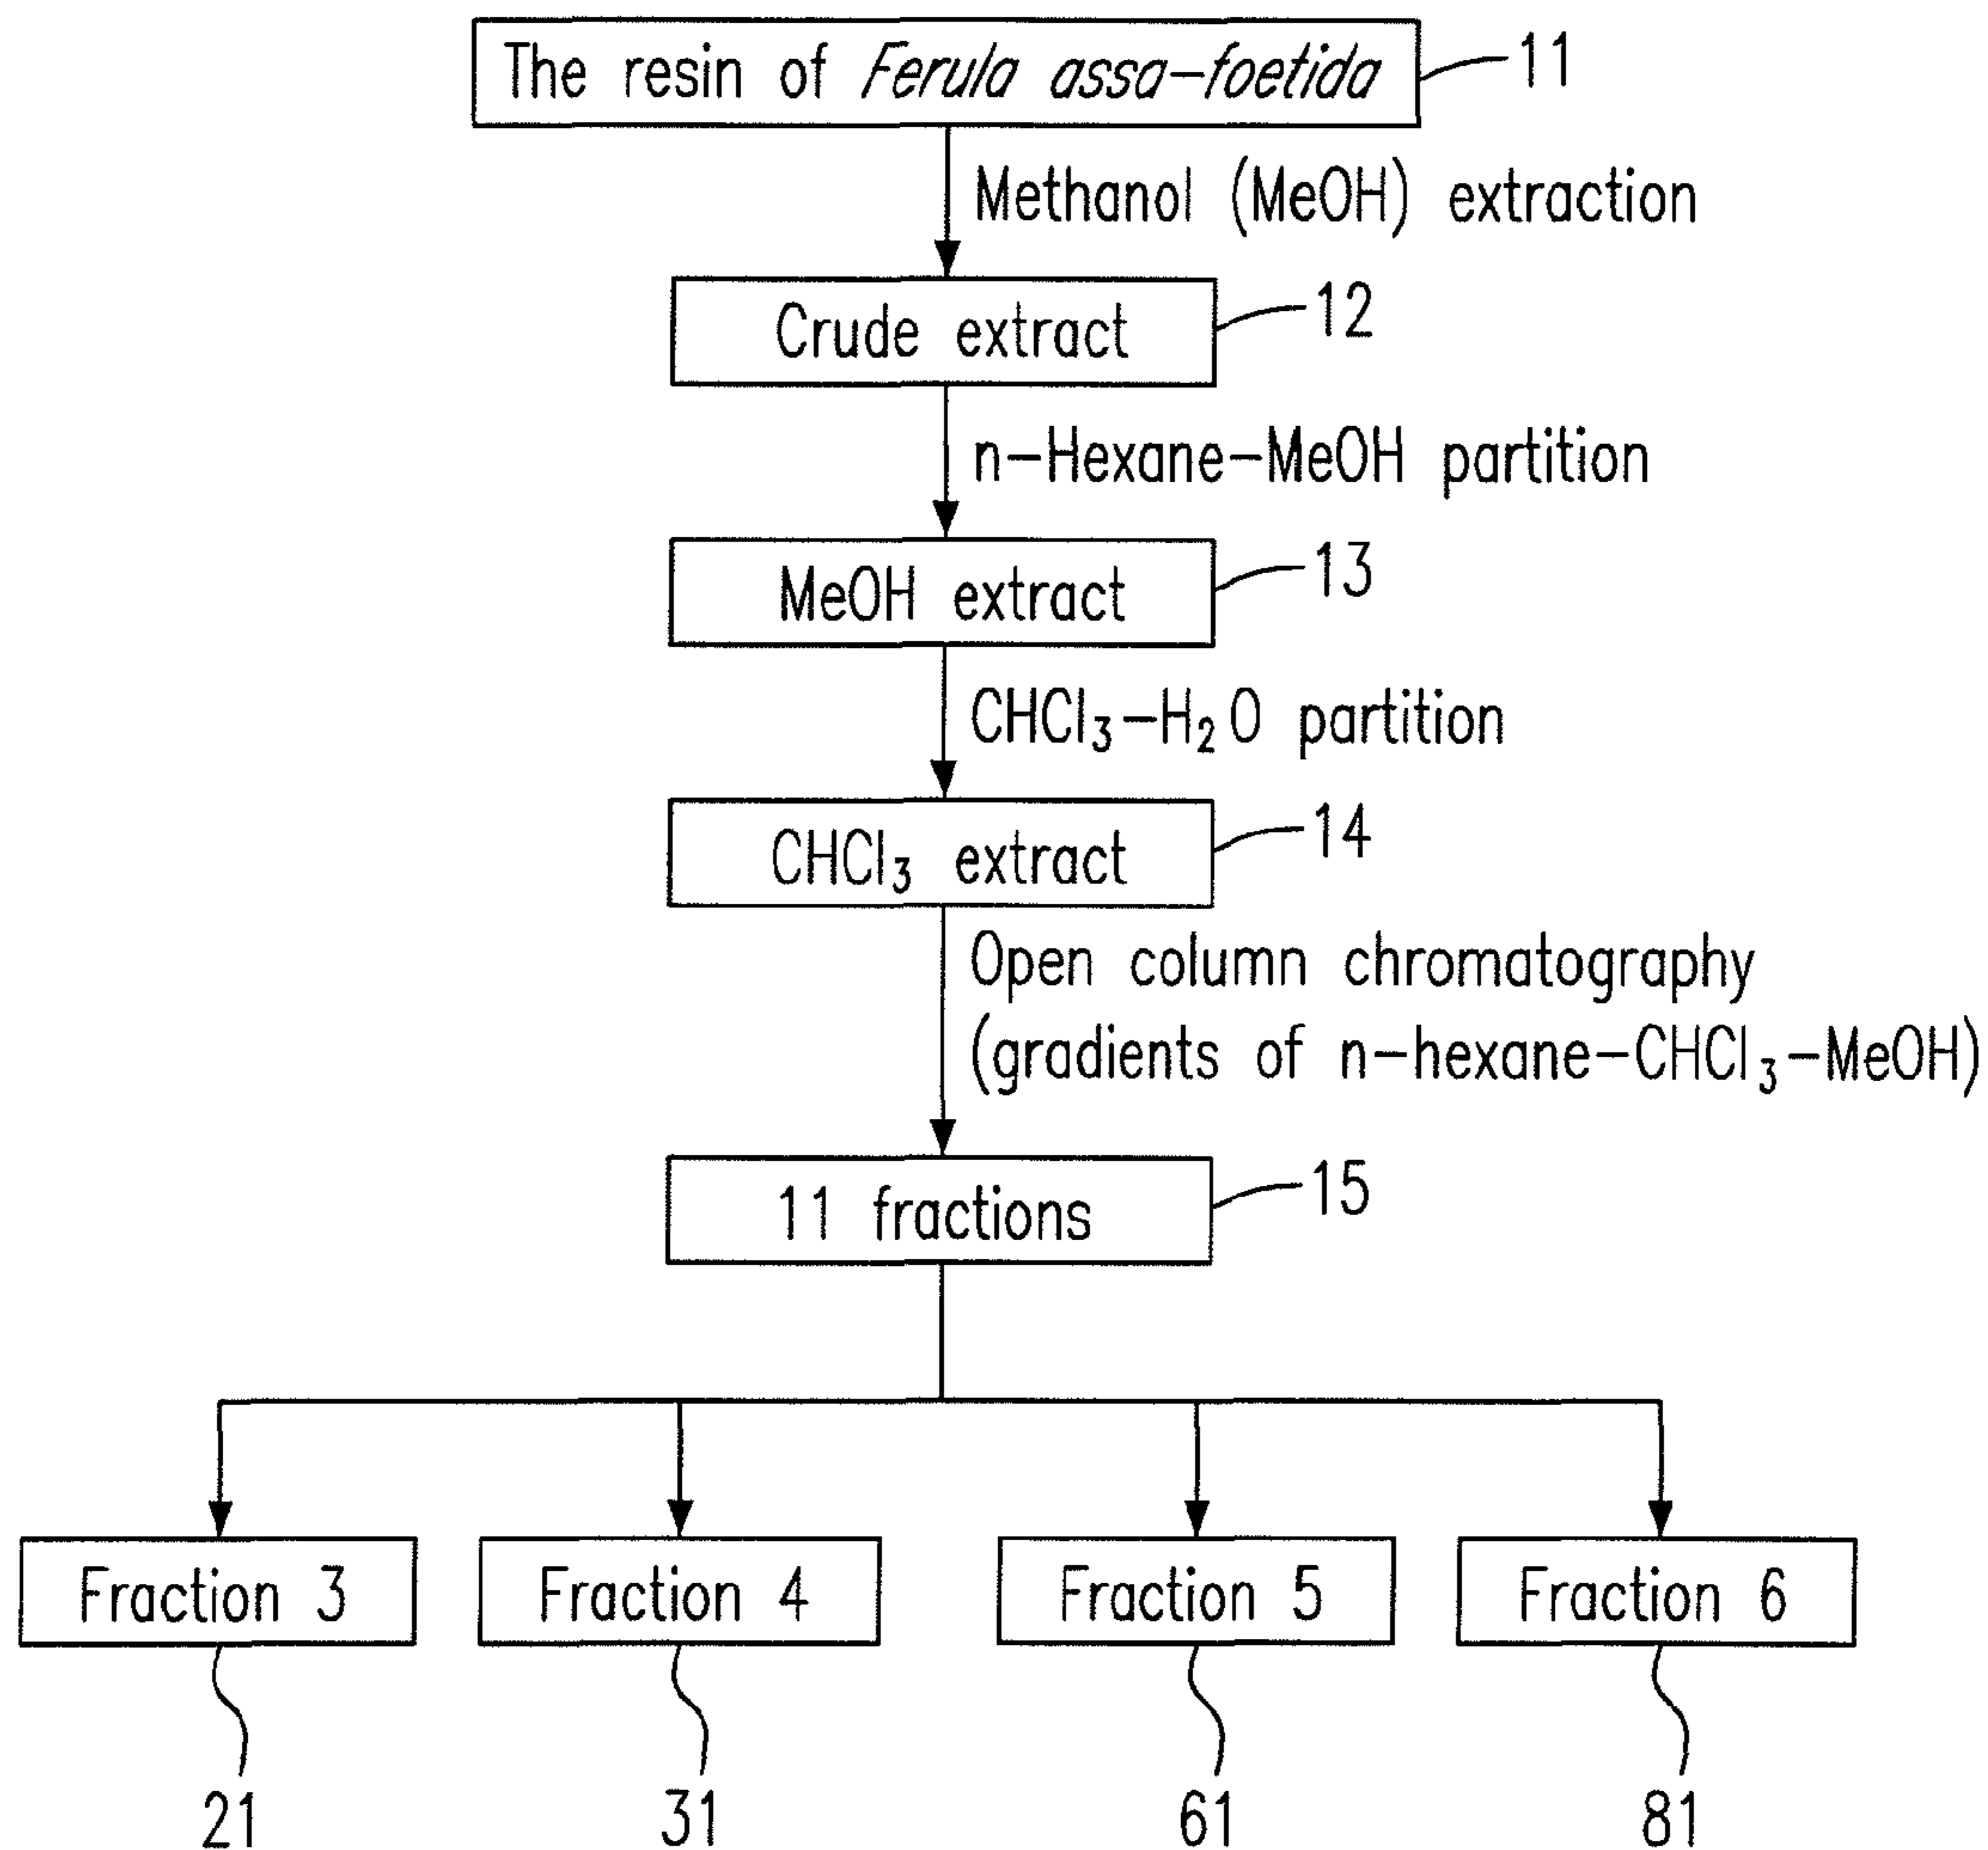 The resin of Ferula assa-foetida
11
Methanol (MeOH) extraction
Crude extract
12
n-Hexane-MeOH partition
MeOH extract
13
CHCl₃-H₂O partition
CHCl₃ extract
14
Open column chromatography
(gradients of n-hexane-CHCl₃-MeOH)
11 fractions
15
Fraction 3
Fraction 4
Fraction 5
Fraction 6
21
31
61
81